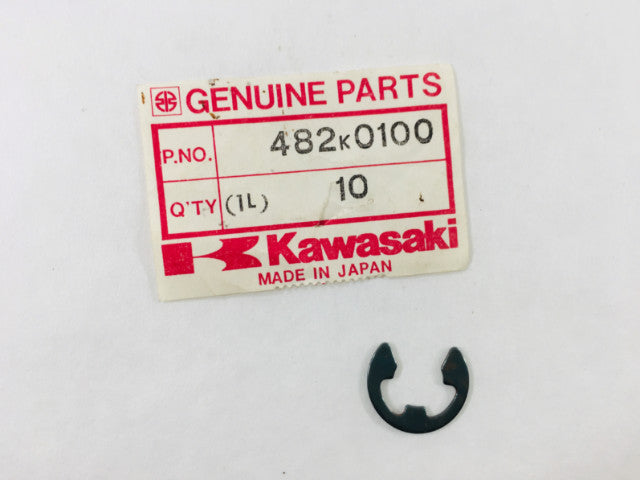 GENUINE PARTS
P.NO. 482K0100
Q'TY (1L) 10
Kawasaki
MADE IN JAPAN